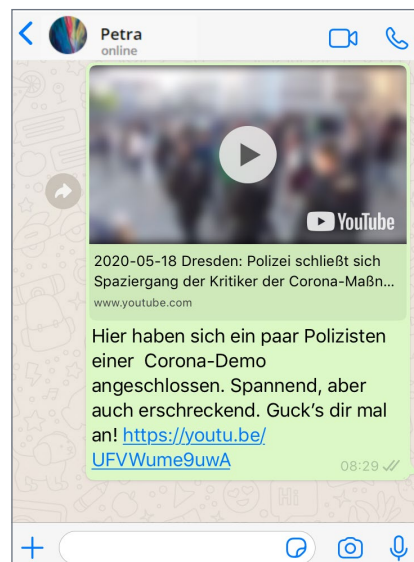 Petra
online
YouTube
2020-05-18 Dresden: Polizei schließt sich
Spaziergang der Kritiker der Corona-Maßn...
www.youtube.com
Hier haben sich ein paar Polizisten
einer Corona-Demo
angeschlossen. Spannend, aber
auch erschreckend. Guck's dir mal
an! https://youtu.be/
UFVWume9uwA
08:29